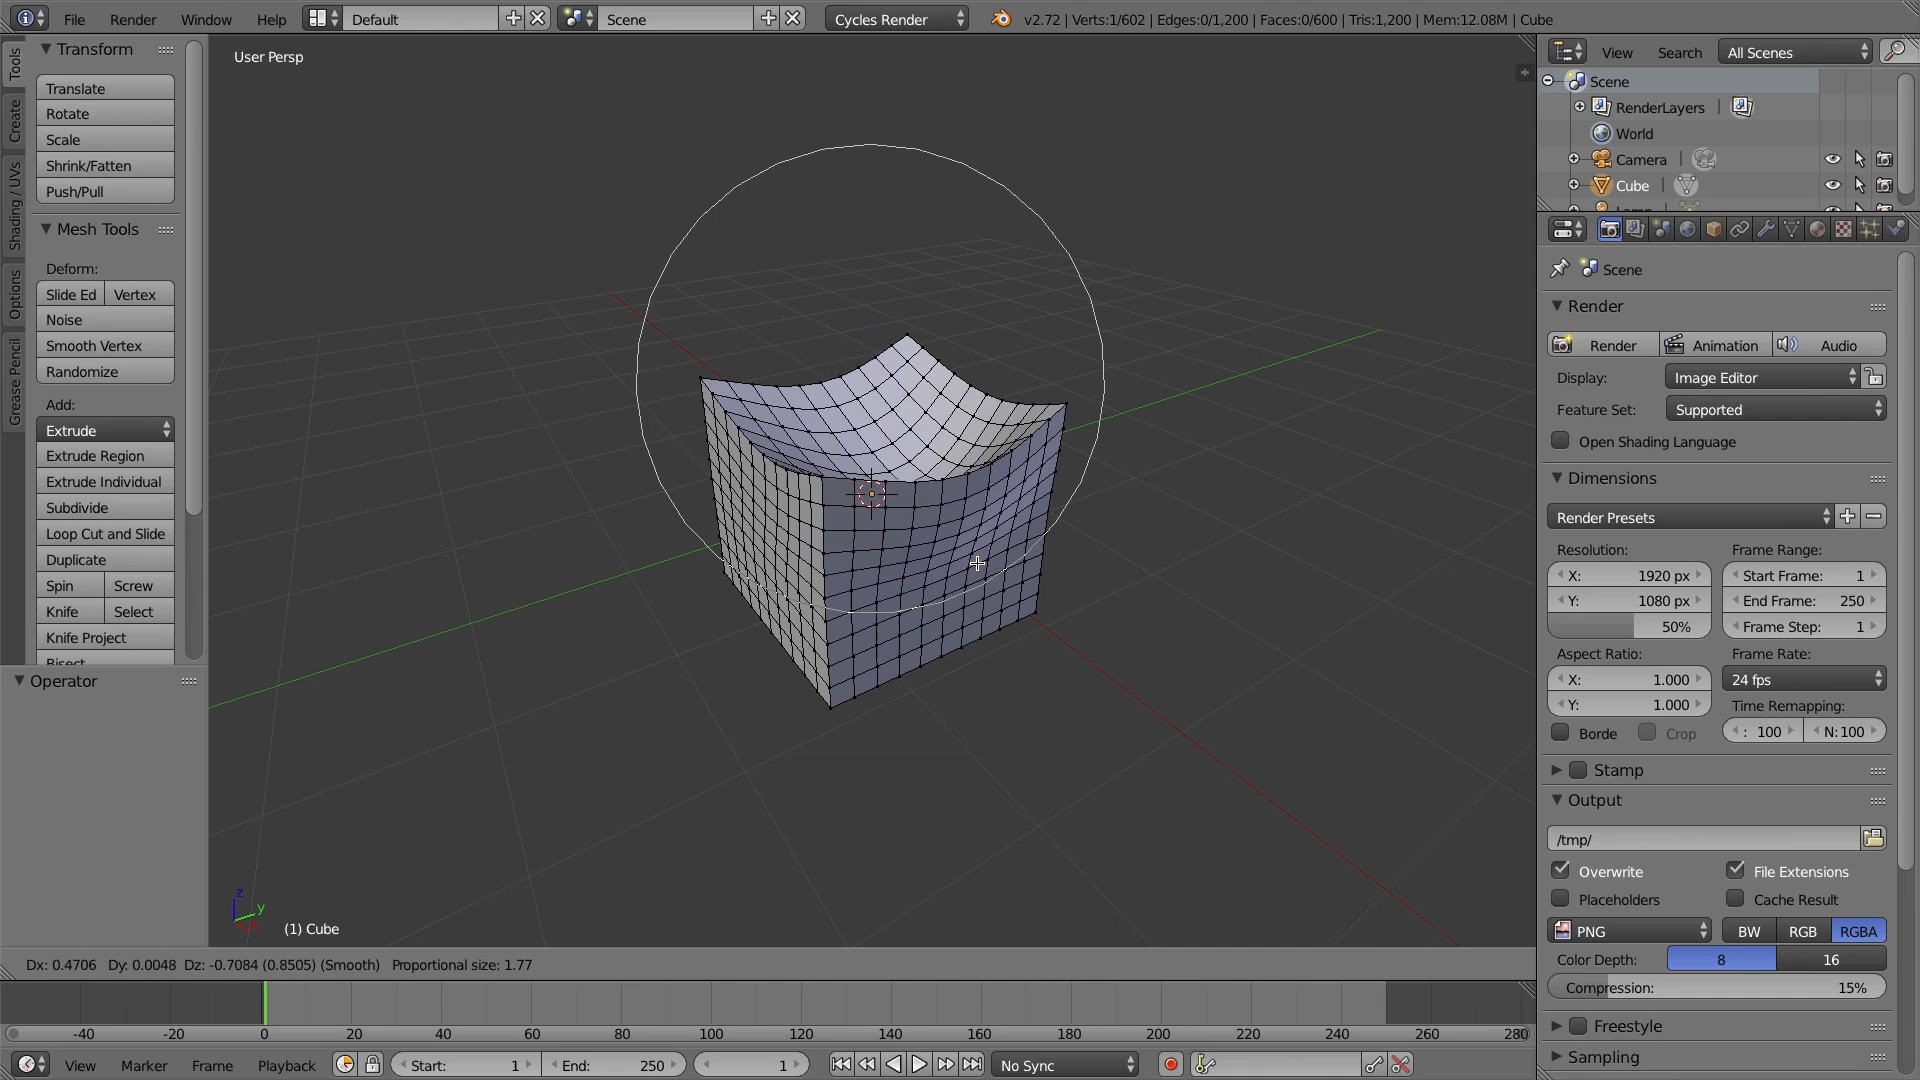 File Render Window Help Default Scene Cycles Render v2.72 | Verts:1/602 | Edges:0/1,200 | Faces:0/600 | Tris:1,200 | Mem:12.08M | Cube
Tools
Create
Shading / UVs
Options
Grease Pencil
Transform
Translate
Rotate
Scale
Shrink/Fatten
Push/Pull
Mesh Tools
Deform:
Slide Ed Vertex
Noise
Smooth Vertex
Randomize
Add:
Extrude
Extrude Region
Extrude Individual
Subdivide
Loop Cut and Slide
Duplicate
Spin Screw
Knife Select
Knife Project
Bisect
Operator
User Persp
z
y
x
(1) Cube
Dx: 0.4706 Dy: 0.0048 Dz: -0.7084 (0.8505) (Smooth) Proportional size: 1.77
-40 -20 0 20 40 60 80 100 120 140 160 180 200 220 240 260 280
View Marker Frame Playback Start: 1 End: 250 1 No Sync
View Search All Scenes
Scene
RenderLayers |
World
Camera |
Cube |
Lamp
Scene
Render
Render Animation Audio
Display: Image Editor
Feature Set: Supported
Open Shading Language
Dimensions
Render Presets
Resolution: Frame Range:
X: 1920 px Start Frame: 1
Y: 1080 px End Frame: 250
50% Frame Step: 1
Aspect Ratio: Frame Rate:
X: 1.000 24 fps
Y: 1.000 Time Remapping:
Borde Crop : 100 N: 100
Stamp
Output
/tmp/
Overwrite File Extensions
Placeholders Cache Result
PNG BW RGB RGBA
Color Depth: 8 16
Compression: 15%
Freestyle
Sampling